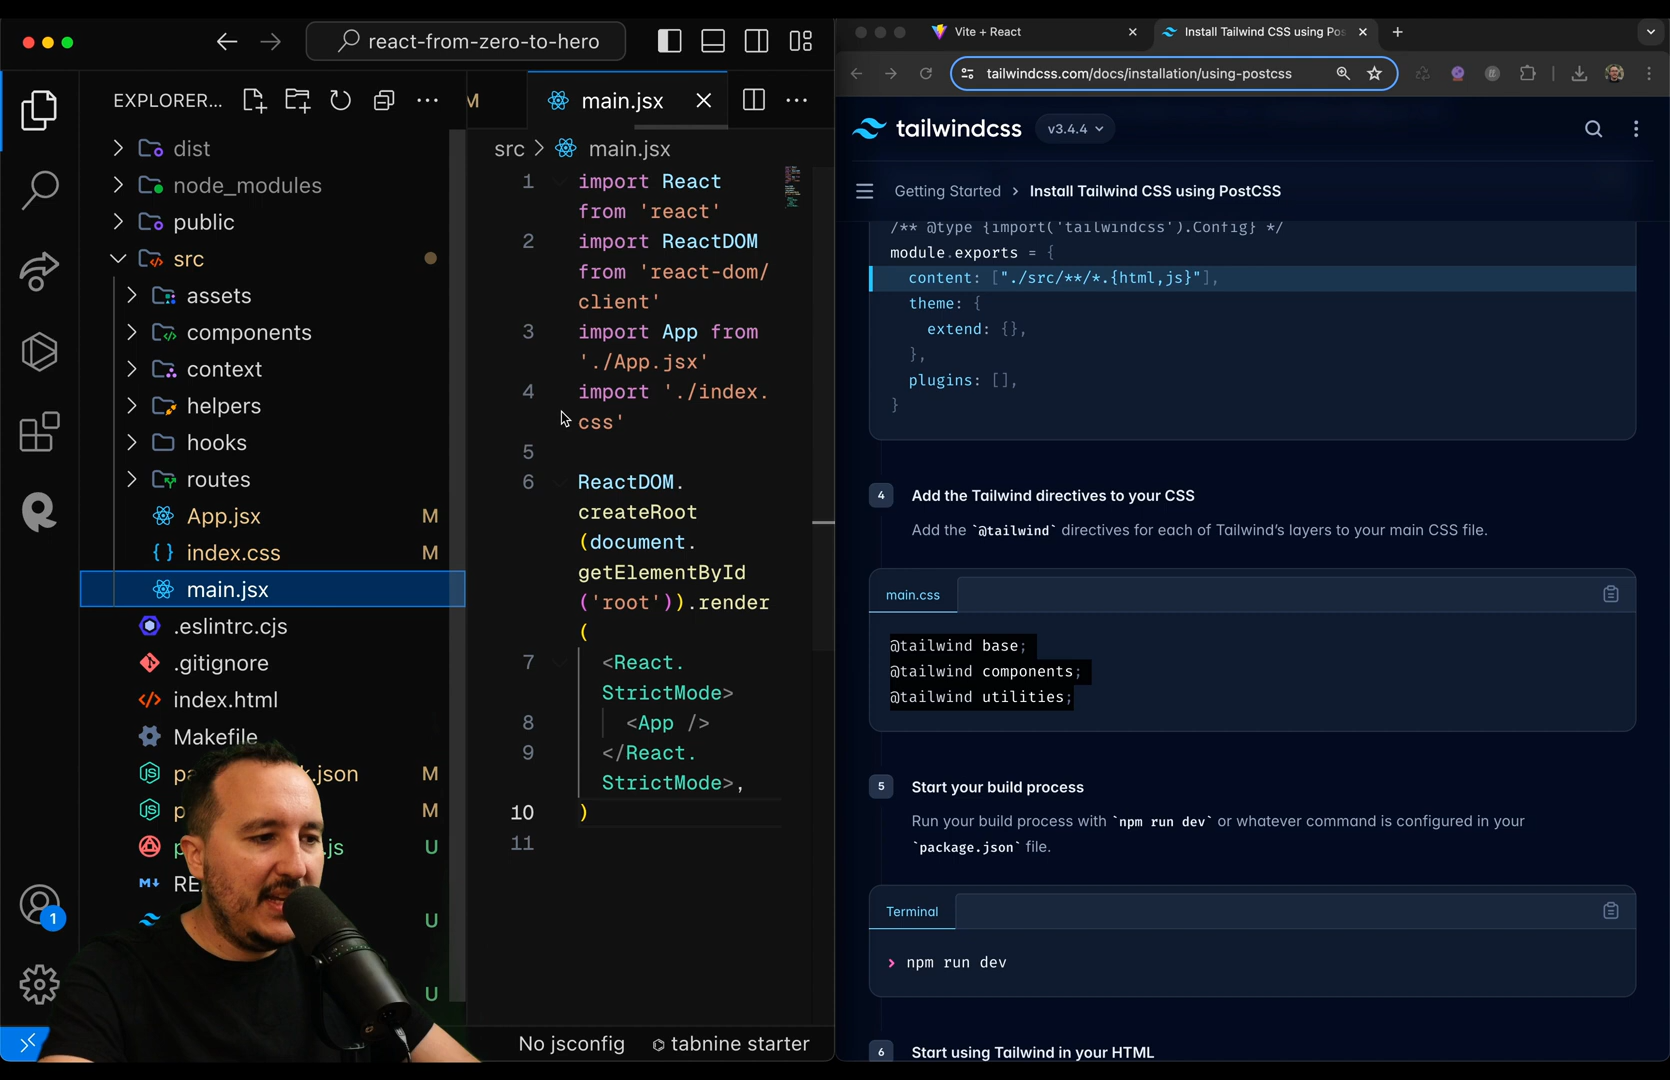 react-from-zero-to-hero
EXPLORER...
dist
node_modules
public
src
assets
components
context
helpers
hooks
routes
App.jsx
M
index.css
M
main.jsx
.eslintrc.cjs
.gitignore
index.html
Makefile
.json
M
M
.js
U
U
U
1
M
main.jsx
src > main.jsx
1 import React
from 'react'
2 import ReactDOM
from 'react-dom/
client'
3 import App from
'./App.jsx'
4 import './index.
css'
5
6 ReactDOM.
createRoot
(document.
getElementById
('root')).render
(
7 <React.
StrictMode>
8 <App />
9 </React.
StrictMode>,
10 )
11
No jsconfig
tabnine starter
Vite + React
Install Tailwind CSS using Pos
tailwindcss.com/docs/installation/using-postcss
tailwindcss
v3.4.4
Getting Started > Install Tailwind CSS using PostCSS
/** @type {import('tailwindcss').Config} */
module.exports = {
content: ["./src/**/*.{html,js}"],
theme: {
extend: {},
},
plugins: [],
}
4 Add the Tailwind directives to your CSS
Add the `@tailwind` directives for each of Tailwind's layers to your main CSS file.
main.css
@tailwind base;
@tailwind components;
@tailwind utilities;
5 Start your build process
Run your build process with `npm run dev` or whatever command is configured in your
`package.json` file.
Terminal
> npm run dev
6 Start using Tailwind in your HTML